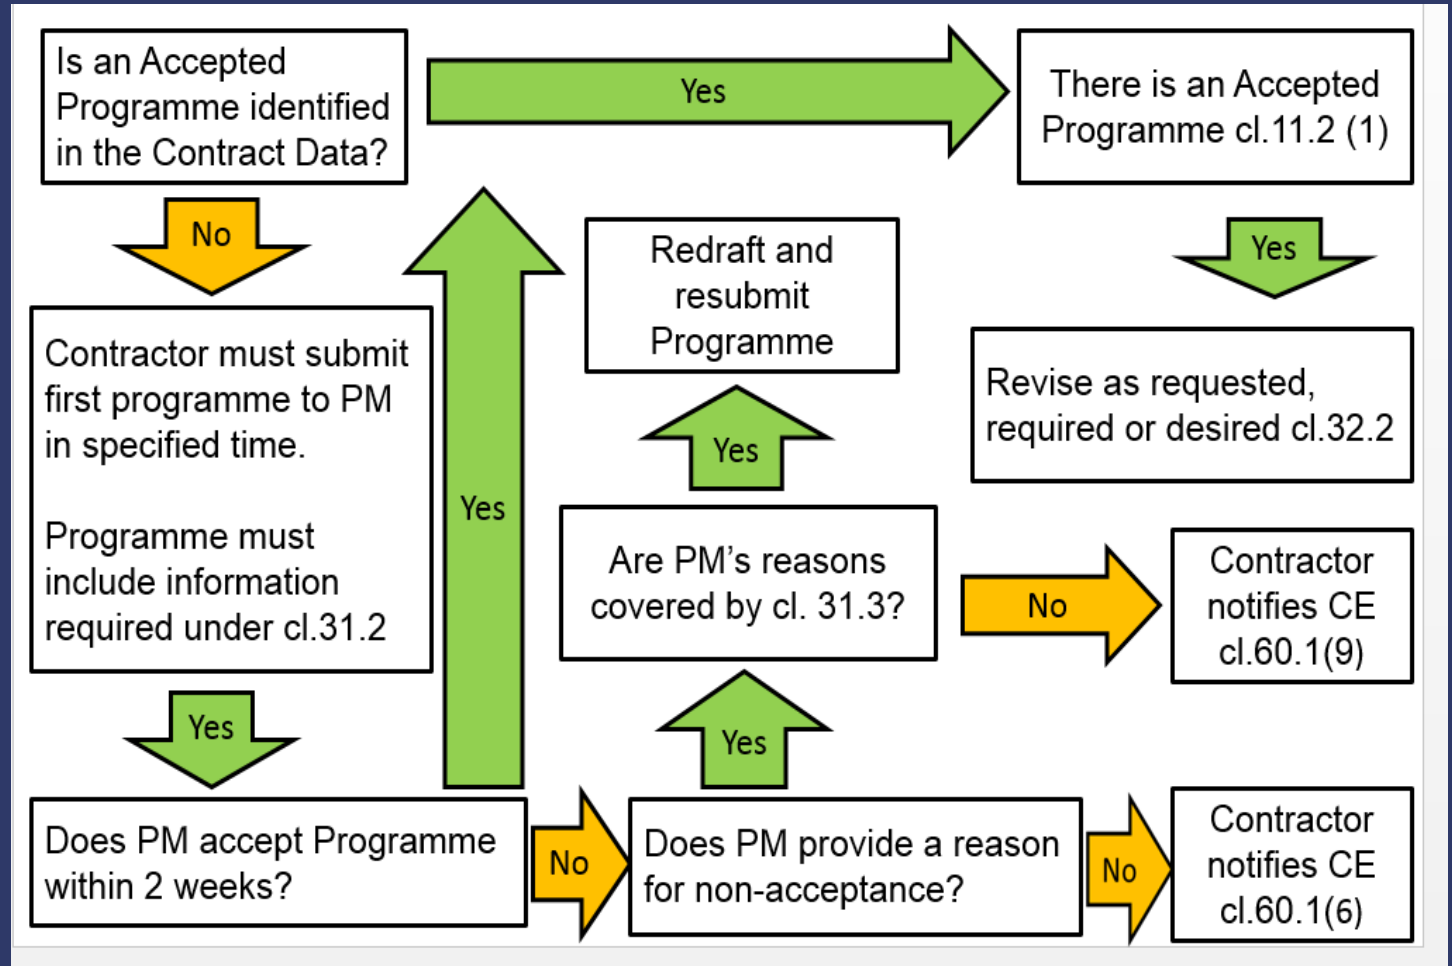 Is an Accepted
Programme identified
in the Contract Data?
Yes
There is an Accepted
Programme cl.11.2 (1)
No
Yes
Redraft and
resubmit
Programme
Contractor must submit
first programme to PM
in specified time.
Programme must
include information
required under cl.31.2
Yes
Revise as requested,
required or desired cl.32.2
Yes
Are PM’s reasons
covered by cl. 31.3?
No
Contractor
notifies CE
cl.60.1(9)
Yes
Yes
Does PM accept Programme
within 2 weeks?
No
Does PM provide a reason
for non-acceptance?
No
Contractor
notifies CE
cl.60.1(6)